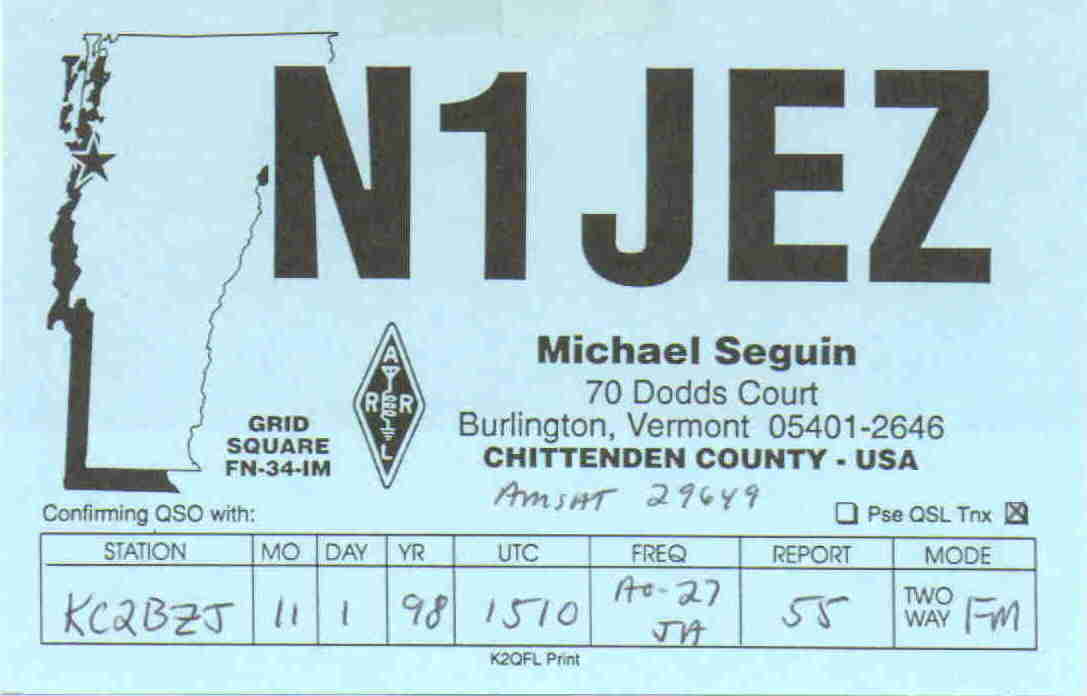 N1JEZ
Michael Seguin
70 Dodds Court
Burlington, Vermont 05401-2646
CHITTENDEN COUNTY - USA
GRID
SQUARE
FN-34-IM
A
R R
L
AMSAT 29649
Confirming QSO with: ☐ Pse QSL Tnx ☒
STATION MO DAY YR UTC FREQ REPORT MODE
KC2BZJ 11 1 98 1510 AO-27 JA 55 TWO WAY FM
K2QFL Print